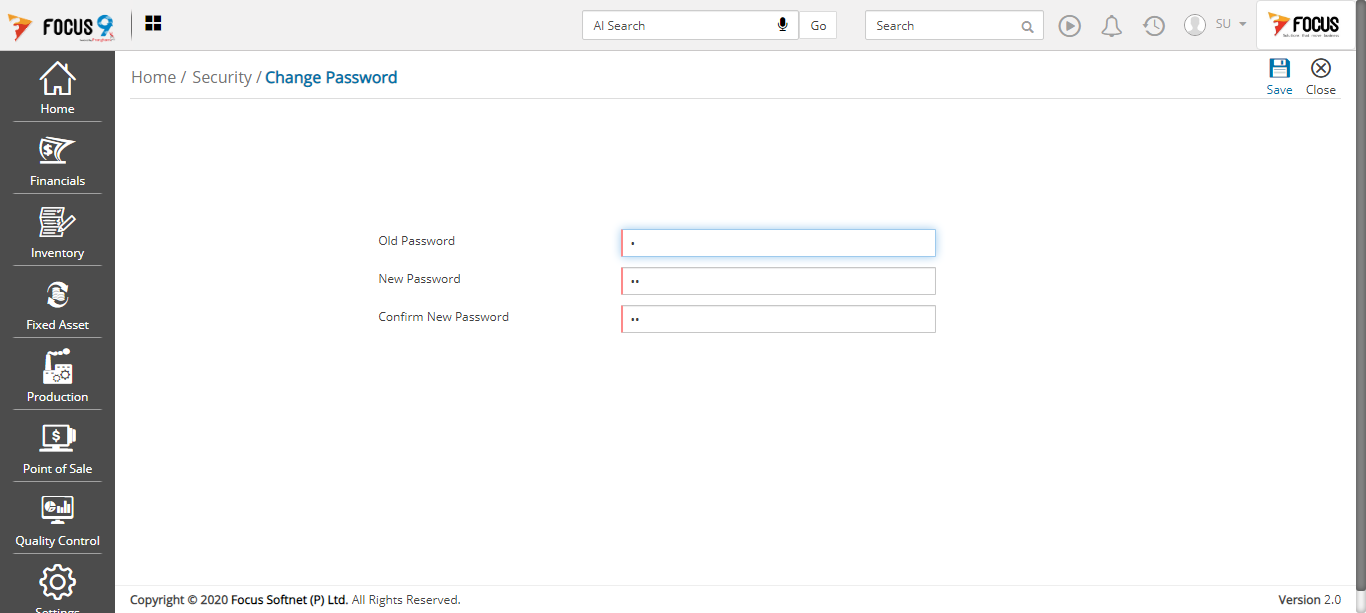 FOCUS 9
AI Search
Go
Search
SU
FOCUS
Home / Security / Change Password
Save
Close
Home
Financials
Inventory
Fixed Asset
Production
Point of Sale
Quality Control
Settings
Old Password
•
New Password
••
Confirm New Password
••
Copyright © 2020 Focus Softnet (P) Ltd. All Rights Reserved.
Version 2.0